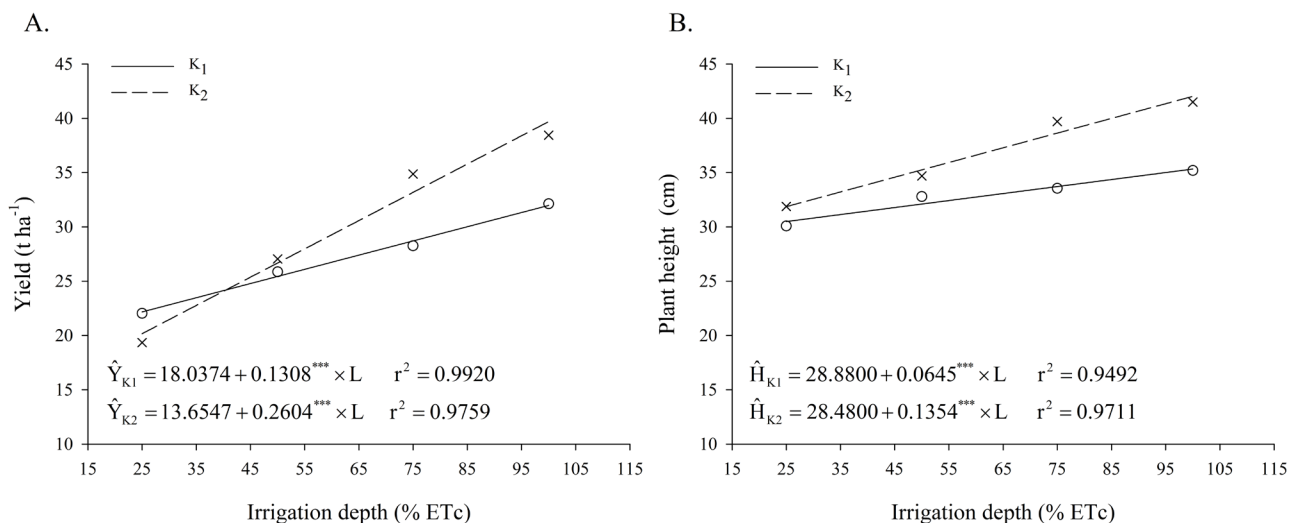 A.
K1
K2
45
40
35
30
25
20
15
10
Yield (t ha-1)
ŶK1 = 18.0374 + 0.1308*** × L r2 = 0.9920
ŶK2 = 13.6547 + 0.2604*** × L r2 = 0.9759
15 25 35 45 55 65 75 85 95 105 115
Irrigation depth (% ETc)
B.
K1
K2
45
40
35
30
25
20
15
10
Plant height (cm)
ĤK1 = 28.8800 + 0.0645*** × L r2 = 0.9492
ĤK2 = 28.4800 + 0.1354*** × L r2 = 0.9711
15 25 35 45 55 65 75 85 95 105 115
Irrigation depth (% ETc)